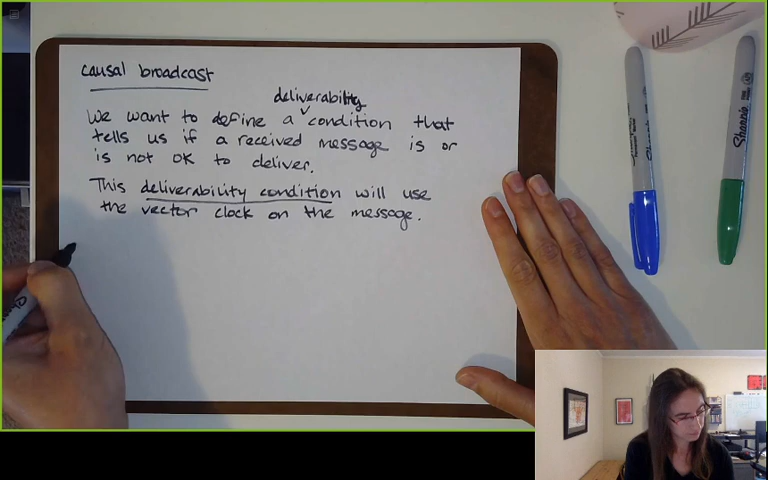 causal broadcast
deliverability
We want to define a ✓condition that
tells us if a received message is or
is not OK to deliver.
This deliverability condition will use
the vector clock on the message.
Sharpie